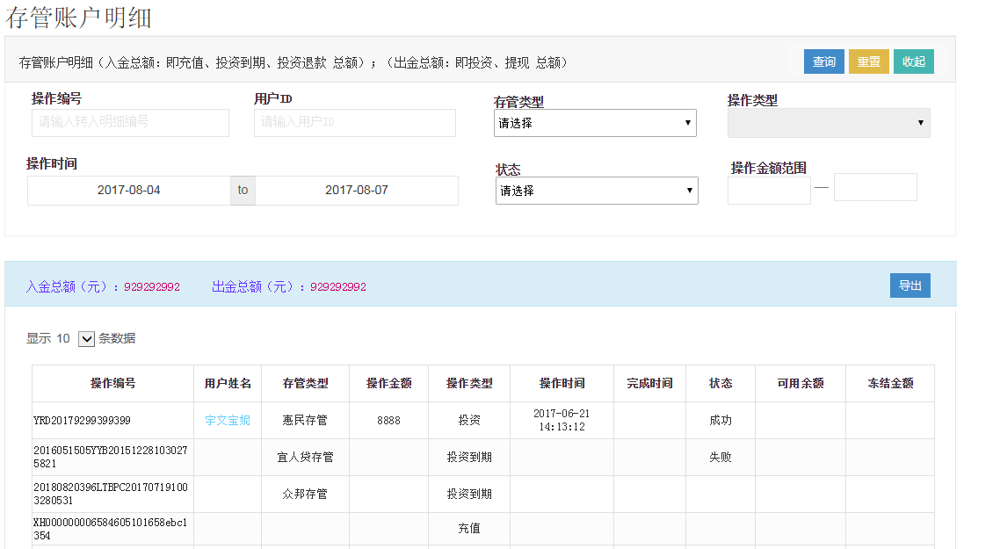 存管账户明细
存管账户明细（入金总额：即充值、投资到期、投资退款 总额）；（出金总额：即投资、提现 总额） 查询 重置 收起
操作编号 用户ID 存管类型 操作类型
请输入转入明细编号 请输入用户ID 请选择
操作时间 状态 操作金额范围
2017-08-04 to 2017-08-07 请选择 —
入金总额（元）：929292992 出金总额（元）：929292992 导出
显示 10 条数据
操作编号 用户姓名 存管类型 操作金额 操作类型 操作时间 完成时间 状态 可用余额 冻结金额
YRD20179299399399 宇文宝妮 惠民存管 8888 投资 2017-06-21 成功
14:13:12
2016051505YYB20151228103027 宜人贷存管 投资到期 失败
5821
20180820396LTBPC20170719100 众邦存管 投资到期
3280531
XH000000006584605101658ebc1 充值
354